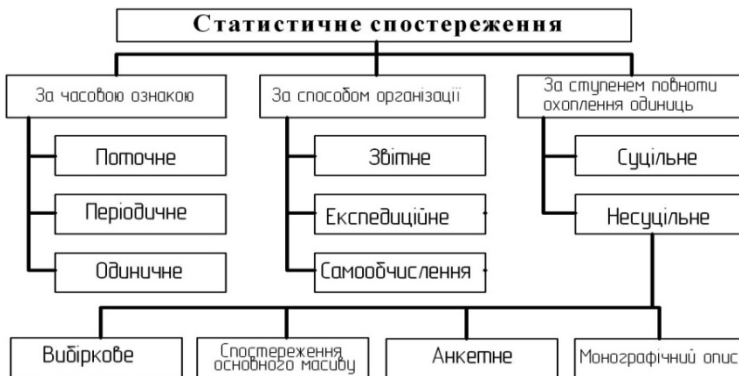 Статистичне спостереження
За часовою ознакою
За способом організації
За ступенем повноти
охоплення одиниць
Поточне
Звітне
Суцільне
Періодичне
Експедиційне
Несуцільне
Одиничне
Самообчислення
Вибіркове
Спостереження
основного масиву
Анкетне
Монографічний опис